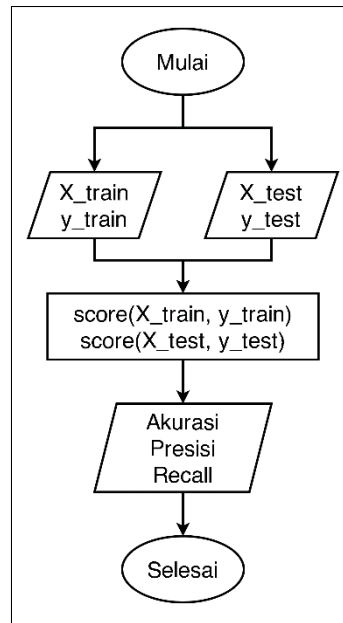 Mulai
X_train
y_train
X_test
y_test
score(X_train, y_train)
score(X_test, y_test)
Akurasi
Presisi
Recall
Selesai